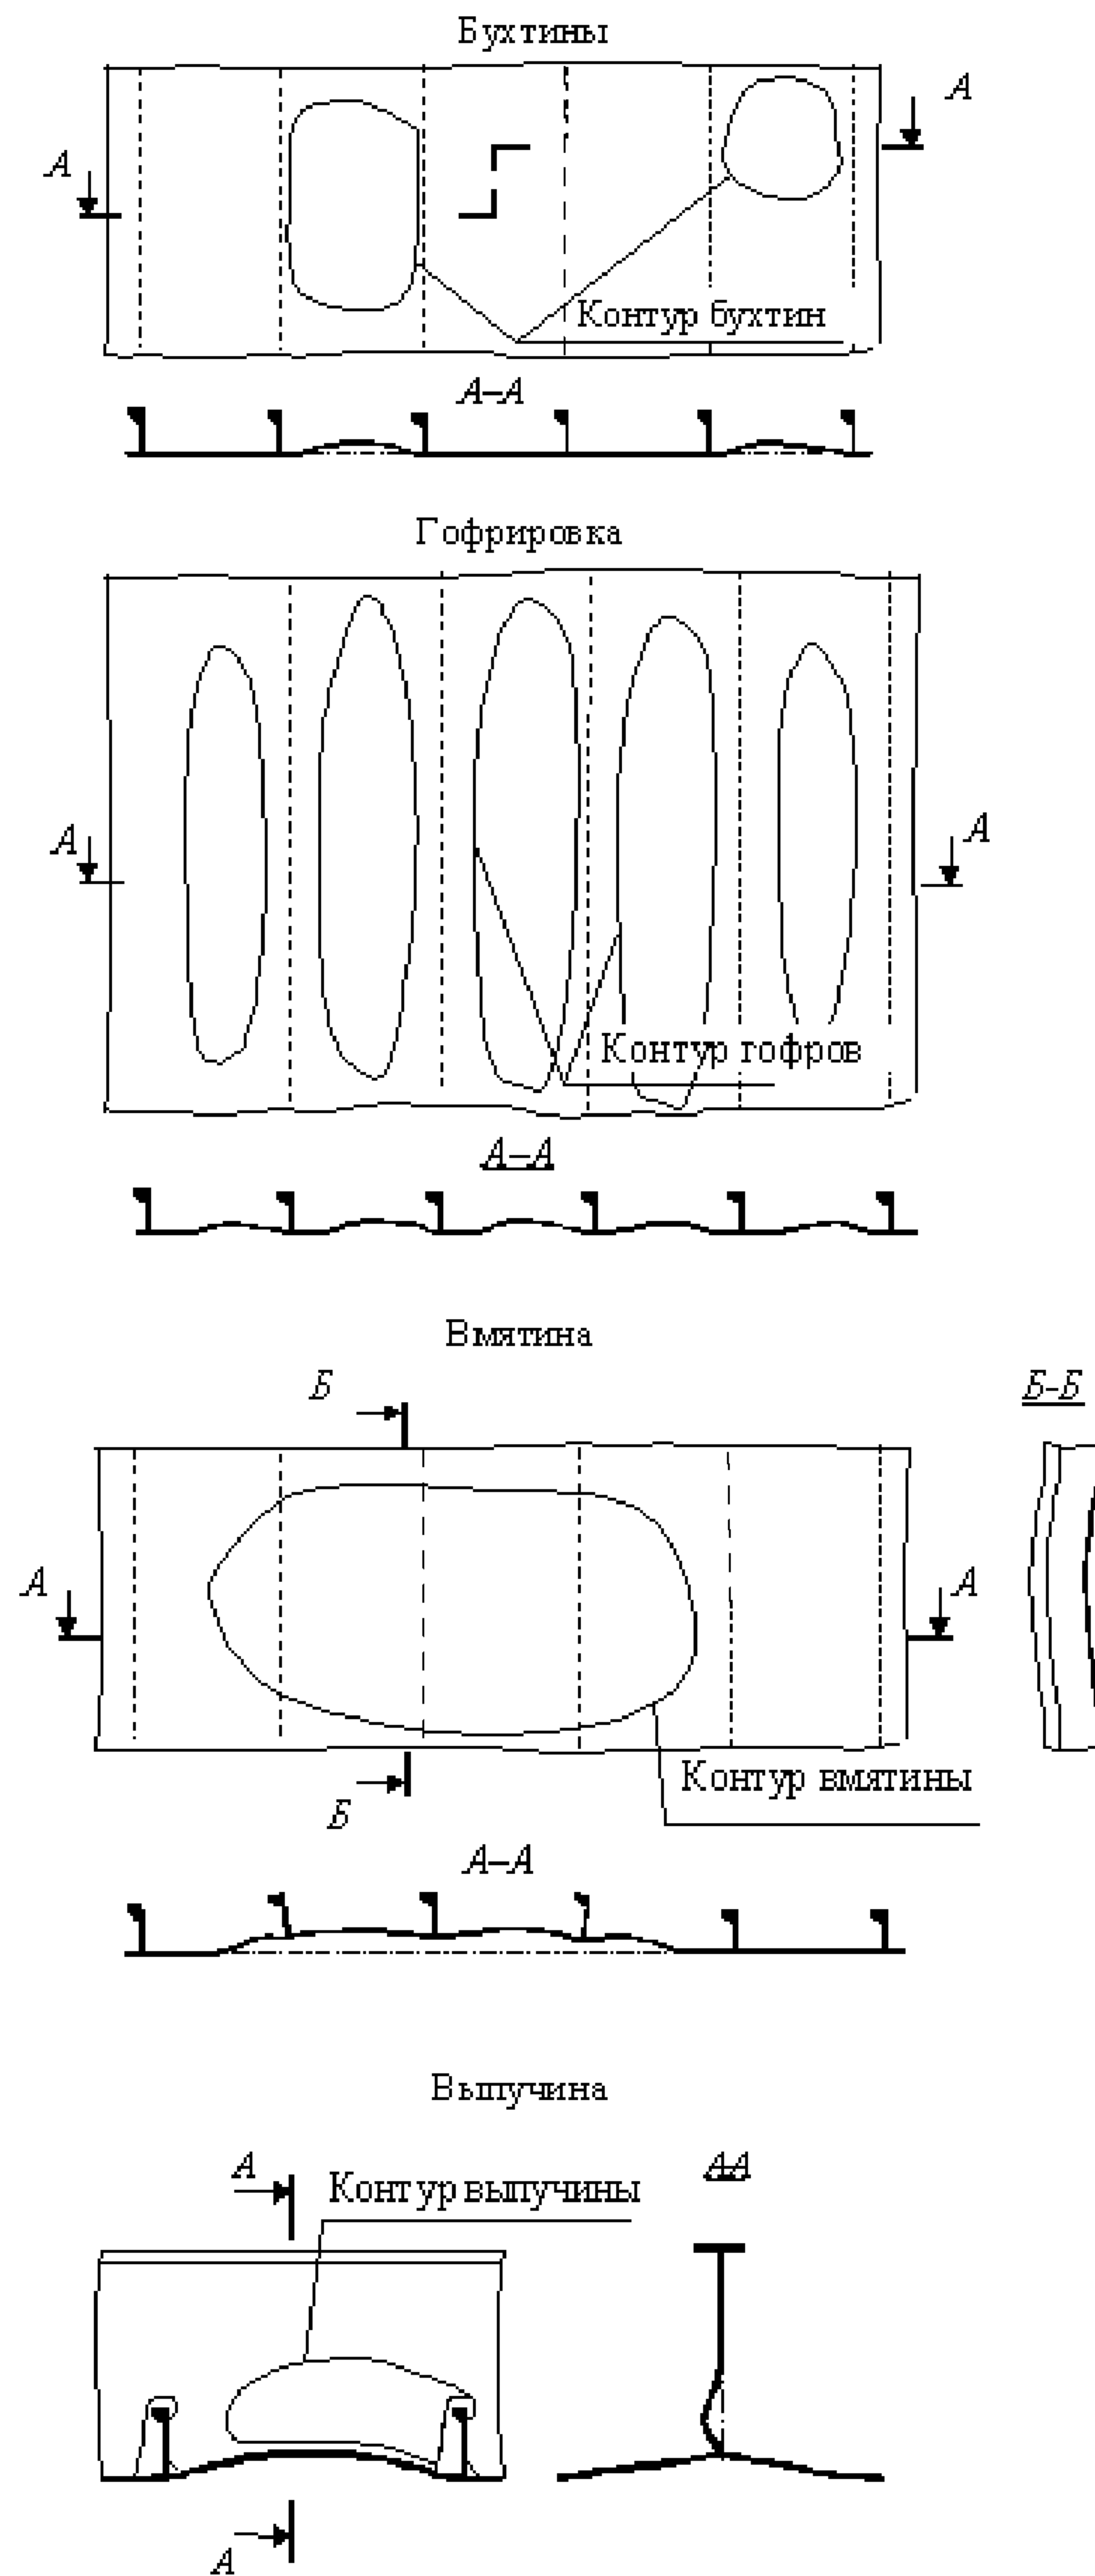 Бухтины
А
А
Контур бухтин
А–А
Гофрировка
А
А
Контур гофров
А–А
Вмятина
Б
Б-Б
А
А
Контур вмятины
Б
А–А
Выпучина
А
АА
Контур выпучины
А